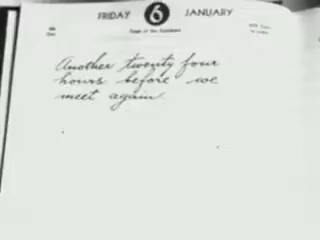 FRIDAY 6 JANUARY
Another twenty four
hours before we
meet again.